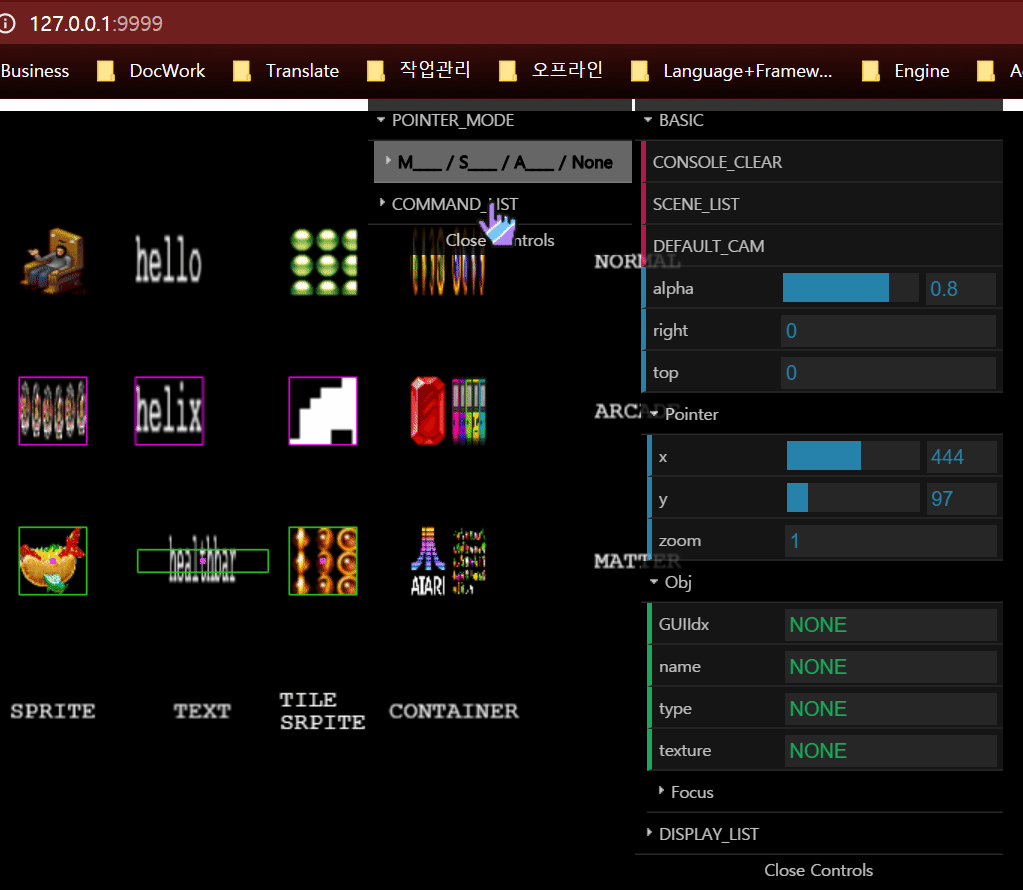 127.0.0.1:9999
Business DocWork Translate 작업관리 오프라인 Language+Framew... Engine
POINTER_MODE
M___ / S___ / A___ / None
COMMAND_LIST
Close Controls
BASIC
CONSOLE_CLEAR
SCENE_LIST
DEFAULT_CAM
alpha 0.8
right 0
top 0
Pointer
x 444
y 97
zoom 1
Obj
GUIIdx NONE
name NONE
type NONE
texture NONE
Focus
DISPLAY_LIST
Close Controls
hello
NORMAL
helix
ARCADE
healthbar
ATARI
MATTER
SPRITE
TEXT
TILE
SRPITE
CONTAINER